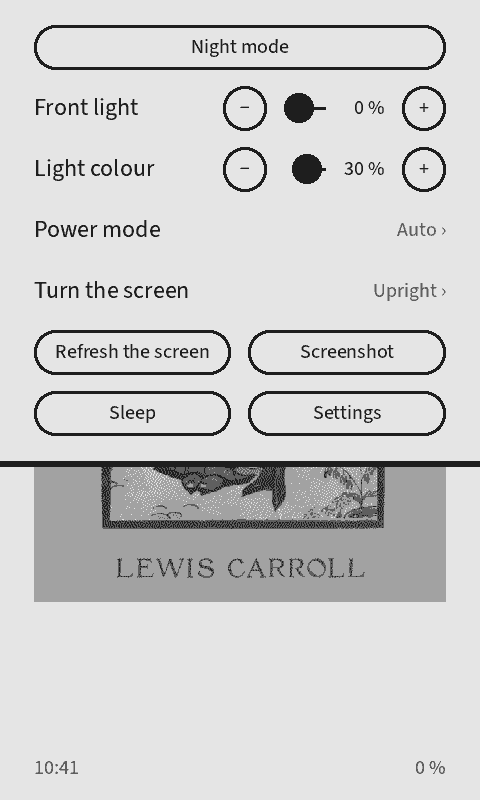 Night mode
Front light − 0 % +
Light colour − 30 % +
Power mode Auto ›
Turn the screen Upright ›
Refresh the screen Screenshot
Sleep Settings
LEWIS CARROLL
10:41 0 %